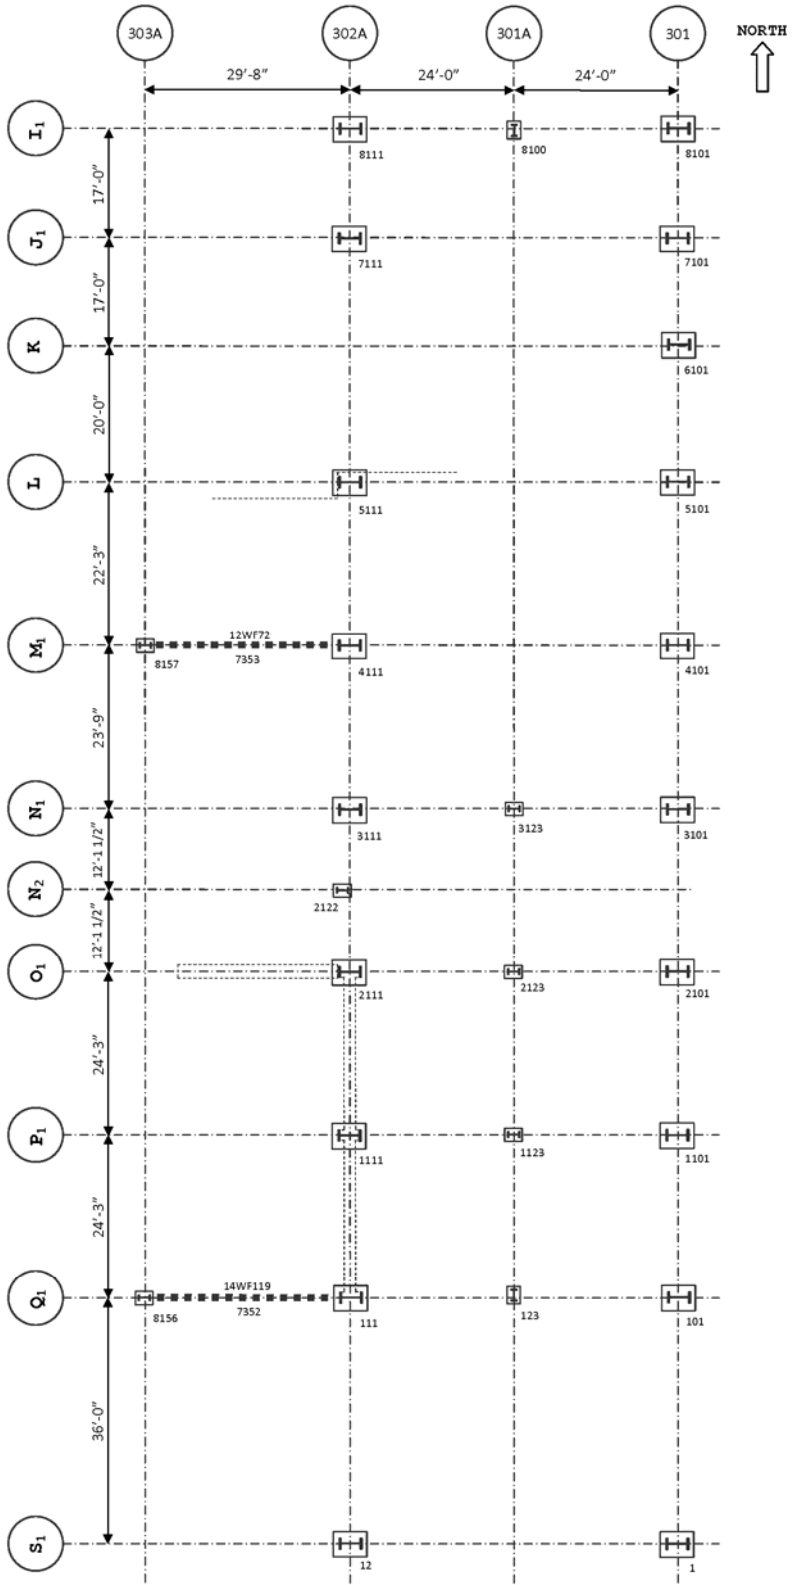 303A 302A 301A 301
NORTH
29'-8" 24'-0" 24'-0"
I1
8111 8100 8101
17'-0"
J1
7111 7101
17'-0"
K
6101
20'-0"
L
5111 5101
22'-3"
12WF72
M1
8157 7353 4111 4101
23'-9"
N1
3111 3123 3101
12'-1 1/2"
N2
2122
12'-1 1/2"
O1
2111 2123 2101
24'-3"
P1
1111 1123 1101
24'-3"
14WF119
Q1
8156 7352 111 123 101
36'-0"
S1
12 1